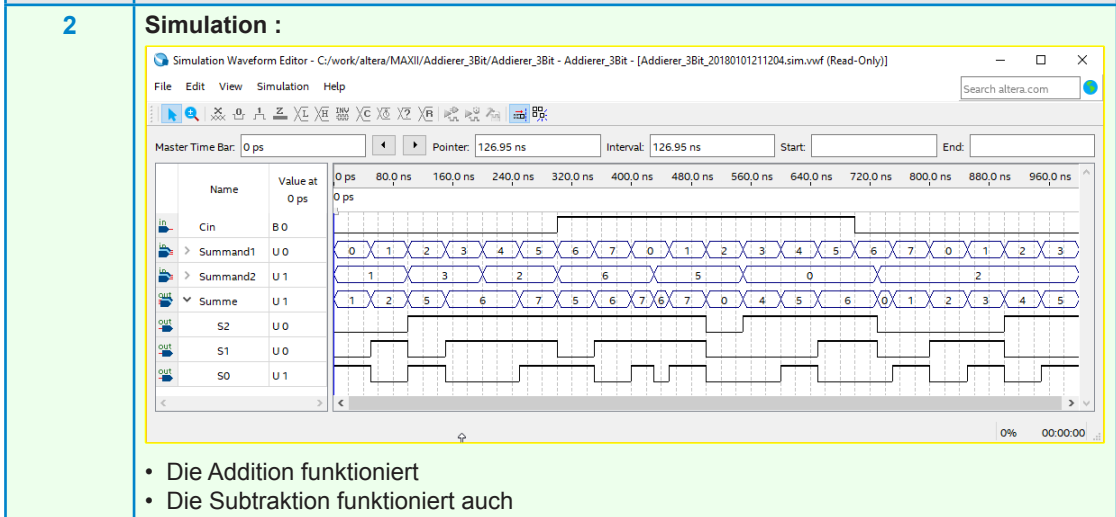 2
Simulation :
Simulation Waveform Editor - C:/work/altera/MAXII/Addierer_3Bit/Addierer_3Bit - Addierer_3Bit - [Addierer_3Bit_20180101211204.sim.vwf (Read-Only)]
File Edit View Simulation Help
Search altera.com
Master Time Bar: 0 ps Pointer: 126.95 ns Interval: 126.95 ns Start: End:
Name Value at 0 ps
0 ps 80.0 ns 160.0 ns 240.0 ns 320.0 ns 400.0 ns 480.0 ns 560.0 ns 640.0 ns 720.0 ns 800.0 ns 880.0 ns 960.0 ns
0 ps
in Cin B 0
in Summand1 U 0 0 1 2 3 4 5 6 7 0 1 2 3 4 5 6 7 0 1 2 3
in Summand2 U 1 1 3 2 6 5 0 2
out Summe U 1 1 2 5 6 7 5 6 7 6 7 0 4 5 6 0 1 2 3 4 5
out S2 U 0
out S1 U 0
out S0 U 1
0% 00:00:00
• Die Addition funktioniert
• Die Subtraktion funktioniert auch